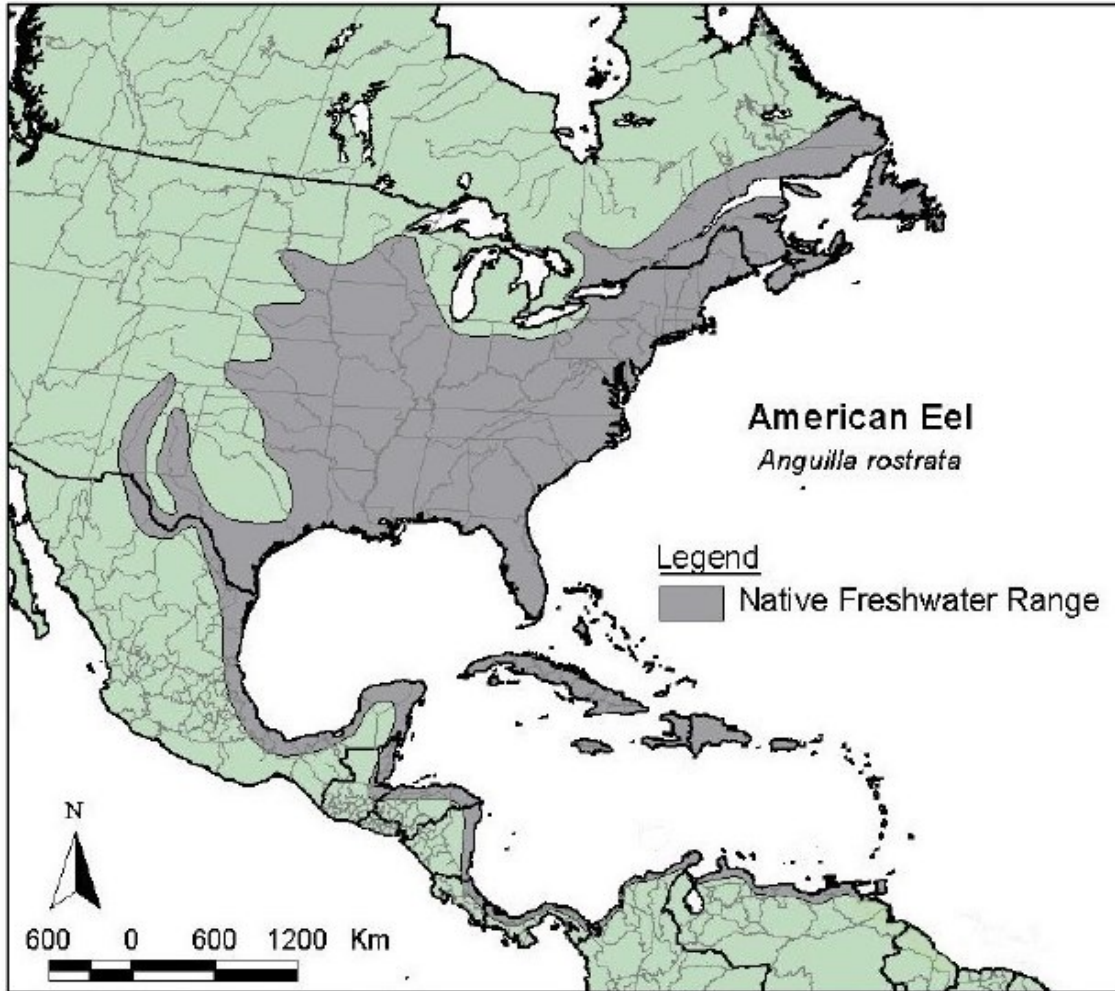 American Eel
Anguilla rostrata
Legend
Native Freshwater Range
N
600 0 600 1200 Km